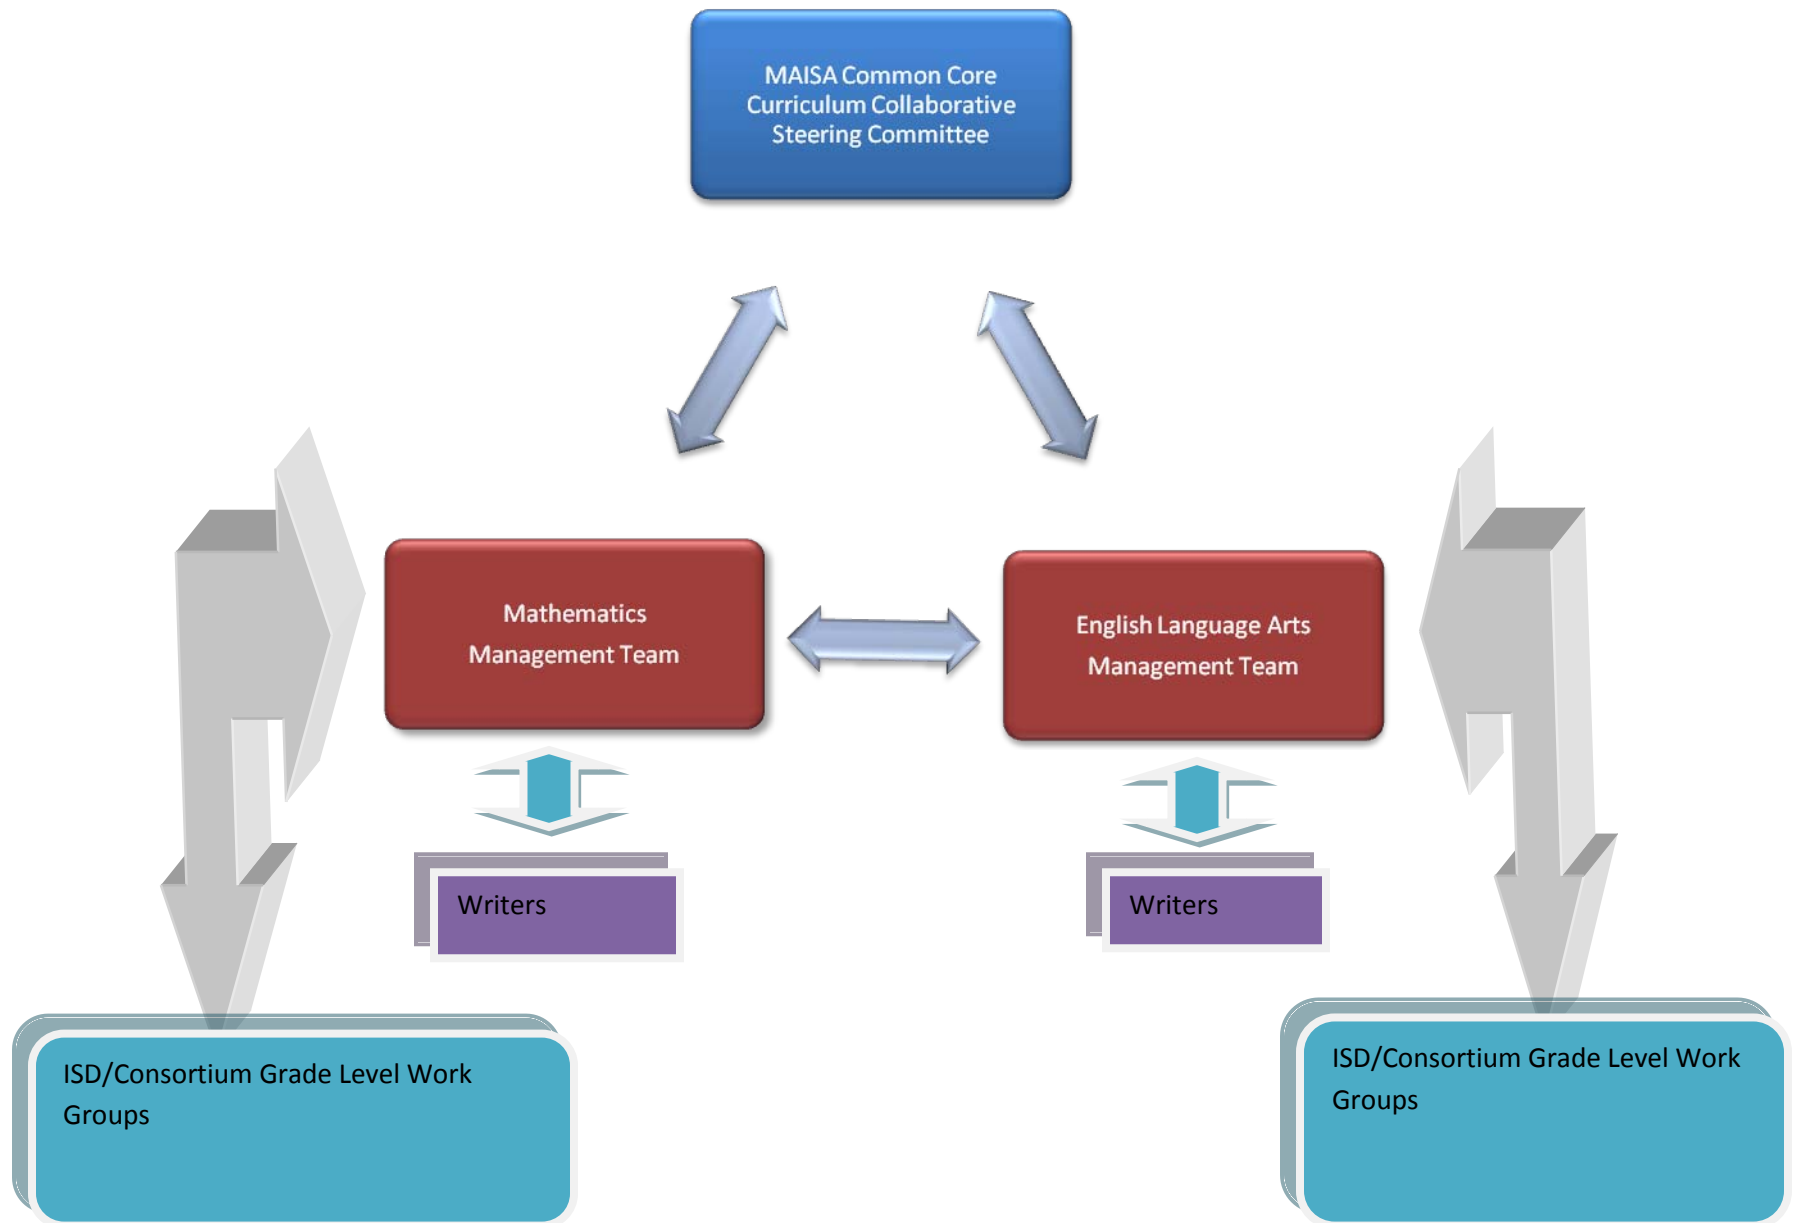 MAISA Common Core
Curriculum Collaborative
Steering Committee
Mathematics
Management Team
English Language Arts
Management Team
Writers
Writers
ISD/Consortium Grade Level Work
Groups
ISD/Consortium Grade Level Work
Groups